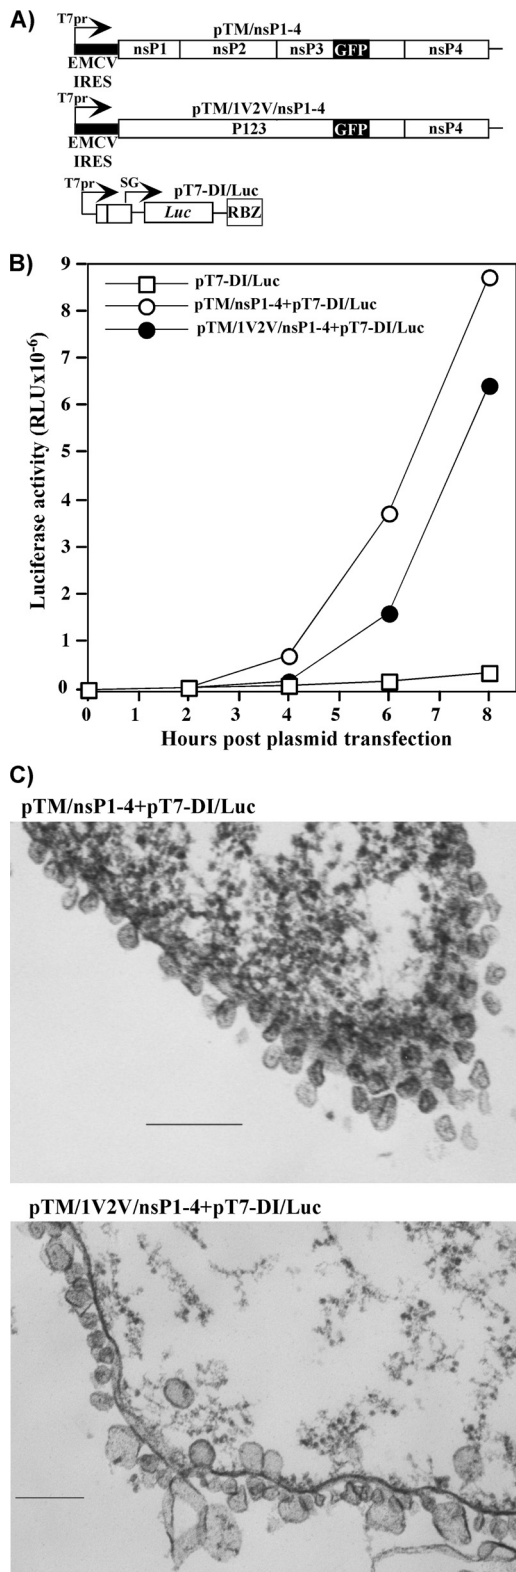 A)
T7pr
pTM/nsP1-4
nsP1 nsP2 nsP3 GFP nsP4
EMCV
IRES
T7pr
pTM/1V2V/nsP1-4
P123 GFP nsP4
EMCV
IRES
T7pr SG pT7-DI/Luc
Luc RBZ
B)
9
8
7
6
5
4
3
2
1
0
Luciferase activity (RLUx10-6)
pT7-DI/Luc
pTM/nsP1-4+pT7-DI/Luc
pTM/1V2V/nsP1-4+pT7-DI/Luc
0 1 2 3 4 5 6 7 8
Hours post plasmid transfection
C)
pTM/nsP1-4+pT7-DI/Luc
pTM/1V2V/nsP1-4+pT7-DI/Luc